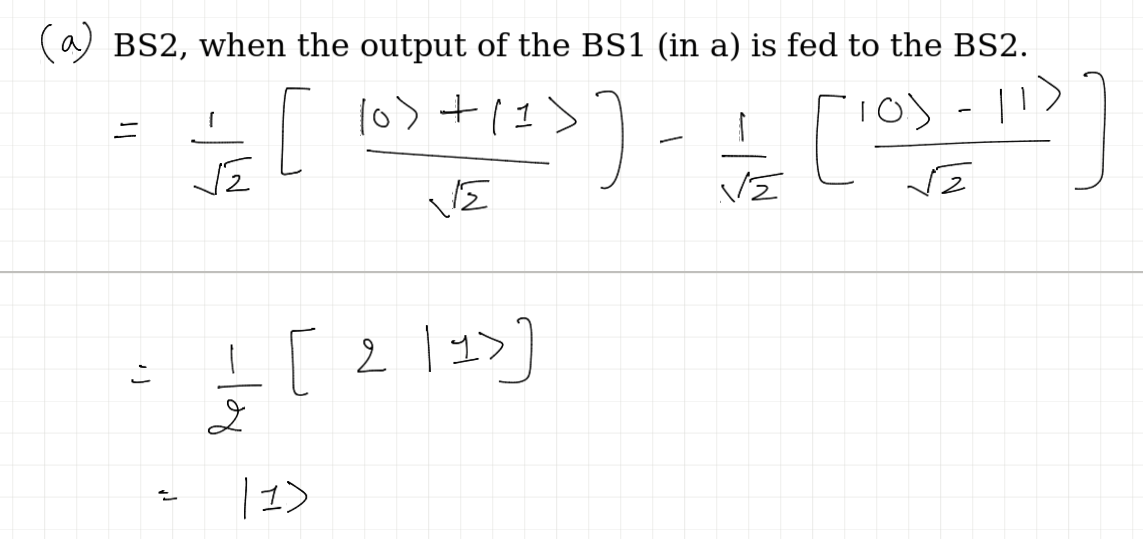 (a) BS2, when the output of the BS1 (in a) is fed to the BS2.
= 1/√2 [ |0> + |1> / √2 ] - 1/√2 [ |0> - |1> / √2 ]
= 1/2 [ 2 |1> ]
= |1>